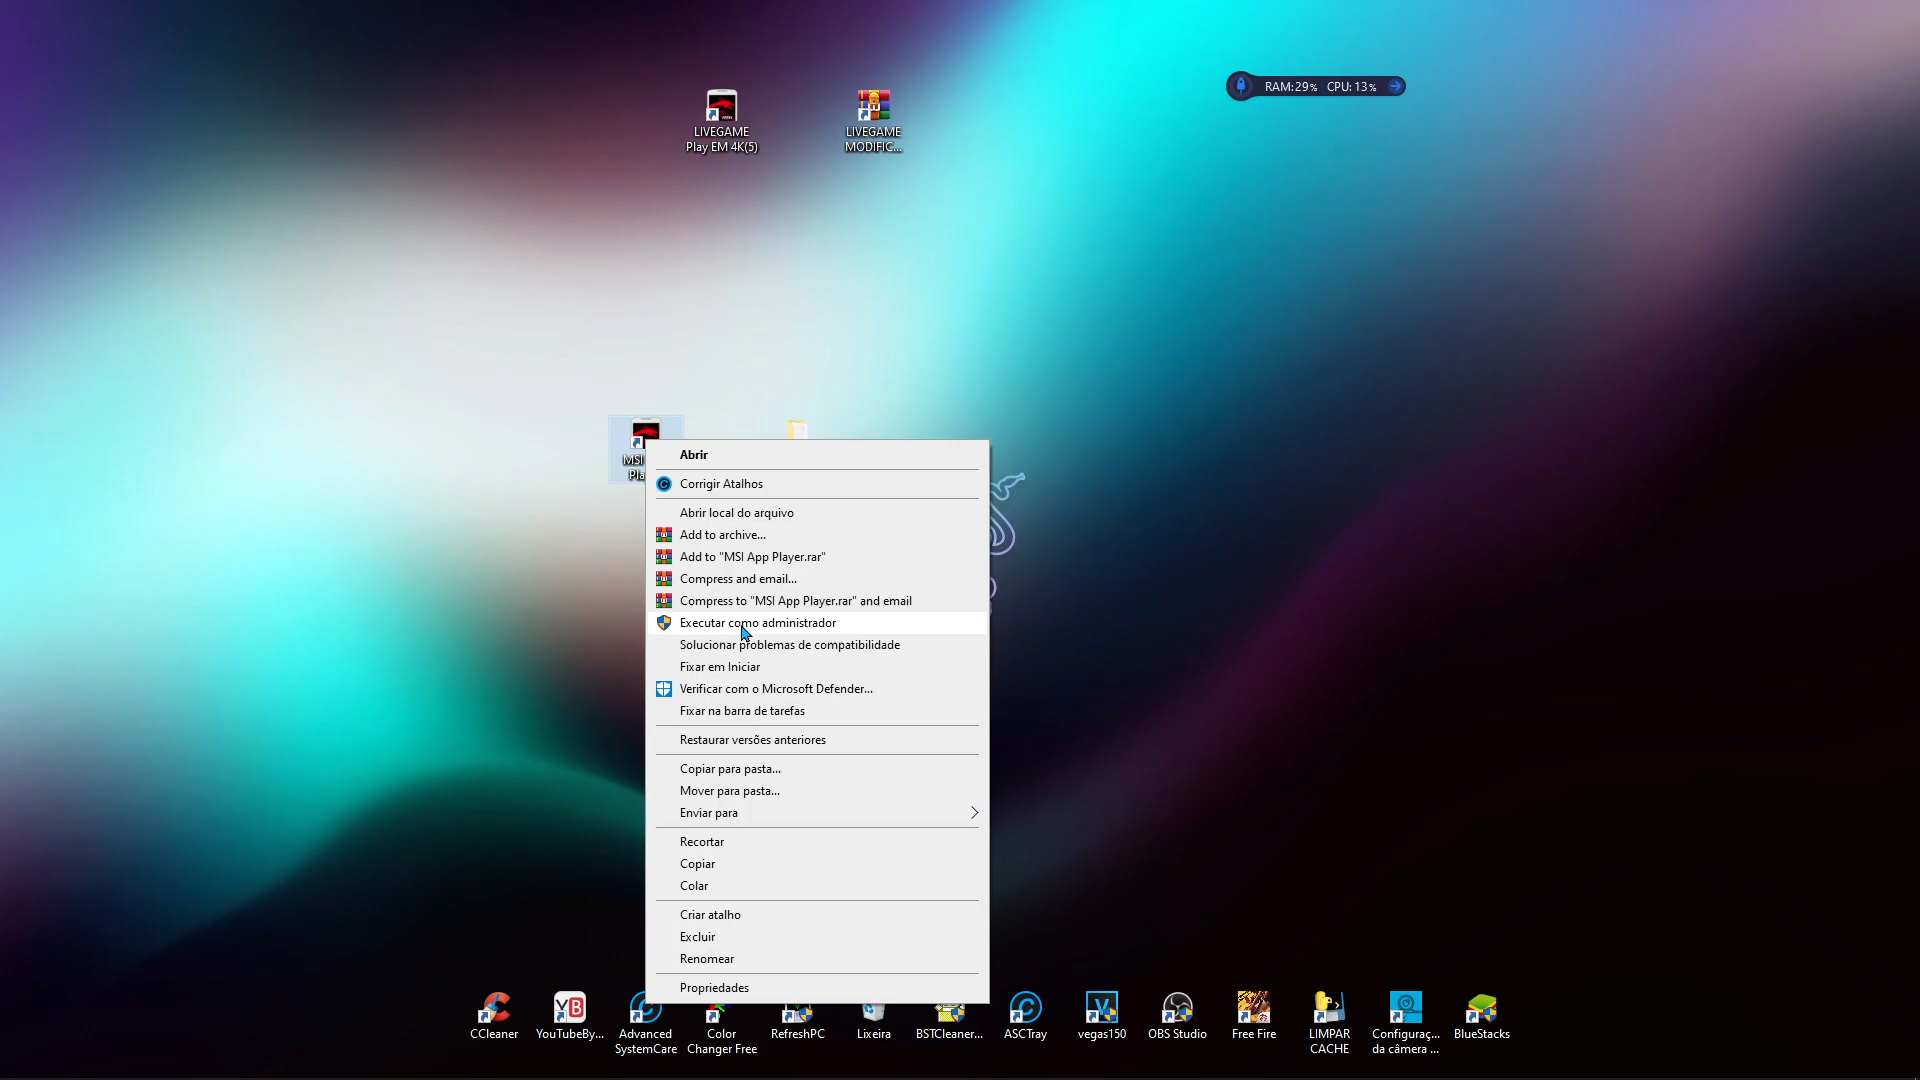 RAM:29% CPU:13%
LIVEGAME
Play EM 4K(5)
LIVEGAME
MODIFIC...
MSI
Pla
Abrir
Corrigir Atalhos
Abrir local do arquivo
Add to archive...
Add to "MSI App Player.rar"
Compress and email...
Compress to "MSI App Player.rar" and email
Executar como administrador
Solucionar problemas de compatibilidade
Fixar em Iniciar
Verificar com o Microsoft Defender...
Fixar na barra de tarefas
Restaurar versões anteriores
Copiar para pasta...
Mover para pasta...
Enviar para
Recortar
Copiar
Colar
Criar atalho
Excluir
Renomear
Propriedades
CCleaner
YouTubeBy...
Advanced
SystemCare
Color
Changer Free
RefreshPC
Lixeira
BSTCleaner...
ASCTray
vegas150
OBS Studio
Free Fire
LIMPAR
CACHE
Configuraç...
da câmera ...
BlueStacks